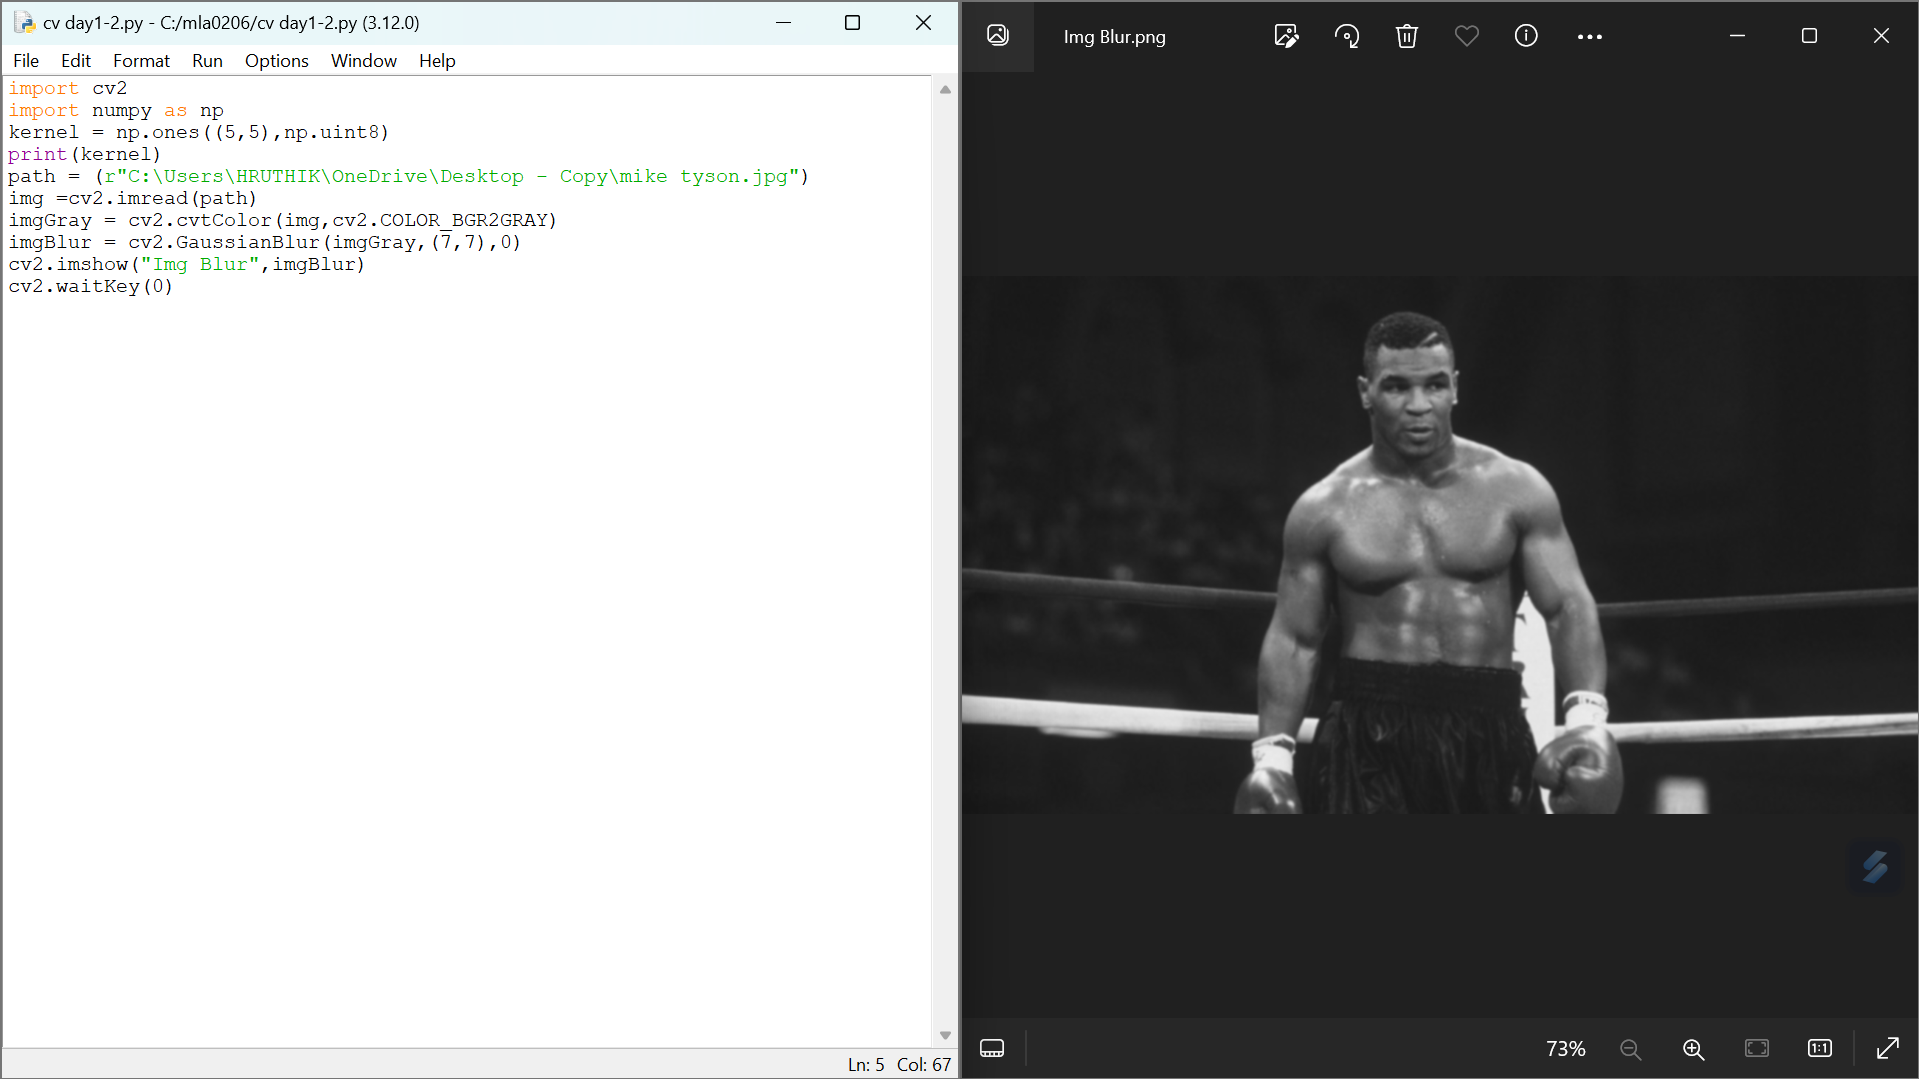 cv day1-2.py - C:/mla0206/cv day1-2.py (3.12.0)
File Edit Format Run Options Window Help
import cv2
import numpy as np
kernel = np.ones((5,5),np.uint8)
print(kernel)
path = (r"C:\Users\HRUTHIK\OneDrive\Desktop - Copy\mike tyson.jpg")
img =cv2.imread(path)
imgGray = cv2.cvtColor(img,cv2.COLOR_BGR2GRAY)
imgBlur = cv2.GaussianBlur(imgGray,(7,7),0)
cv2.imshow("Img Blur",imgBlur)
cv2.waitKey(0)
Ln: 5 Col: 67
Img Blur.png
73%
1:1